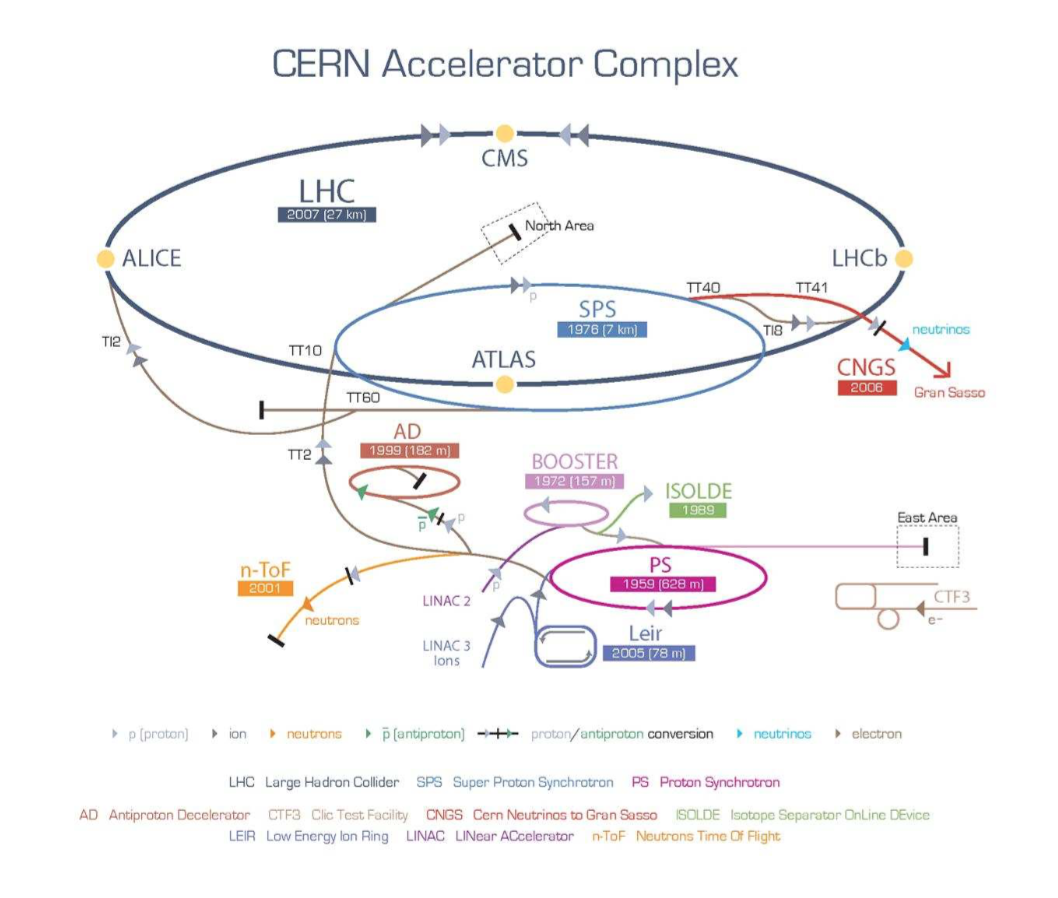 CERN Accelerator Complex
CMS
LHC
2007 (27 km)
North Area
ALICE
LHCb
p
TT40
TT41
SPS
1976 (7 km)
TI8
neutrinos
TI2
TT10
ATLAS
CNGS
2006
Gran Sasso
TT60
AD
1999 (182 m)
TT2
BOOSTER
1972 (157 m)
ISOLDE
1989
p̅
p
East Area
n-ToF
2001
PS
1959 (628 m)
LINAC 2
p
neutrons
CTF3
e-
LINAC 3
Ions
Leir
2005 (78 m)
p (proton) ion neutrons p̅ (antiproton) proton/antiproton conversion neutrinos electron
LHC Large Hadron Collider SPS Super Proton Synchrotron PS Proton Synchrotron
AD Antiproton Decelerator CTF3 Clic Test Facility CNGS Cern Neutrinos to Gran Sasso ISOLDE Isotope Separator OnLine DEvice
LEIR Low Energy Ion Ring LINAC LINear ACcelerator n-ToF Neutrons Time Of Flight